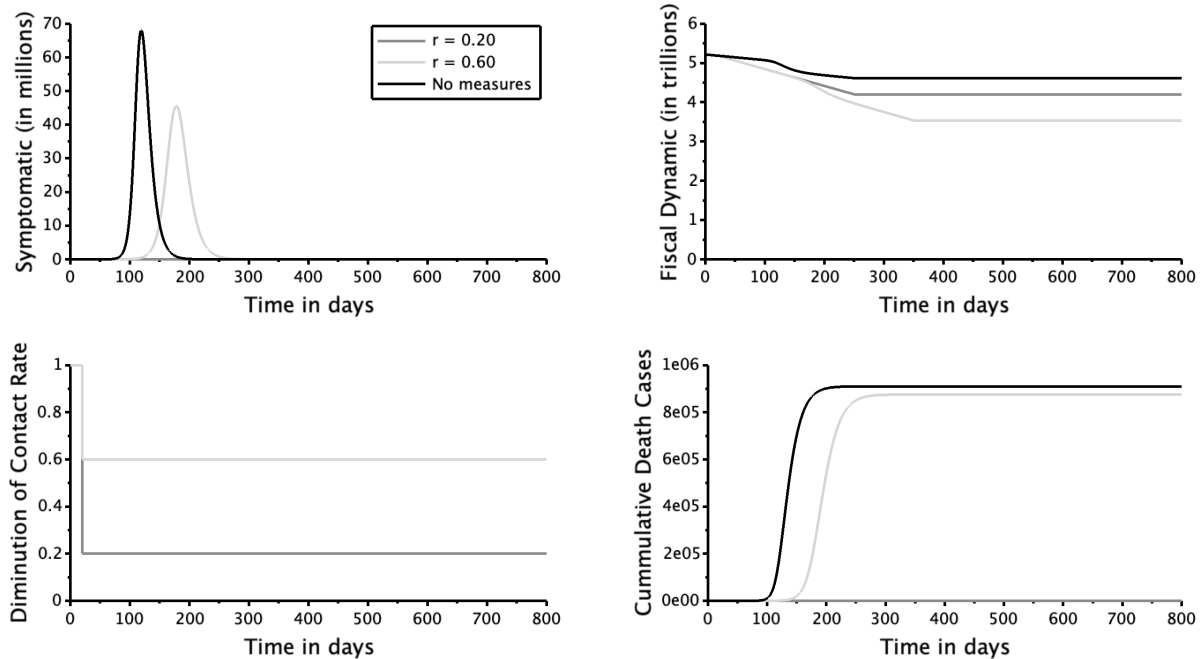 Symptomatic (in millions)
70
60
50
40
30
20
10
0
0 100 200 300 400 500 600 700 800
Time in days
r = 0.20
r = 0.60
No measures
Fiscal Dynamic (in trillions)
6
5
4
3
2
1
0
0 100 200 300 400 500 600 700 800
Time in days
Diminution of Contact Rate
1
0.8
0.6
0.4
0.2
0
0 100 200 300 400 500 600 700 800
Time in days
Cummulative Death Cases
1e06
8e05
6e05
4e05
2e05
0e00
0 100 200 300 400 500 600 700 800
Time in days